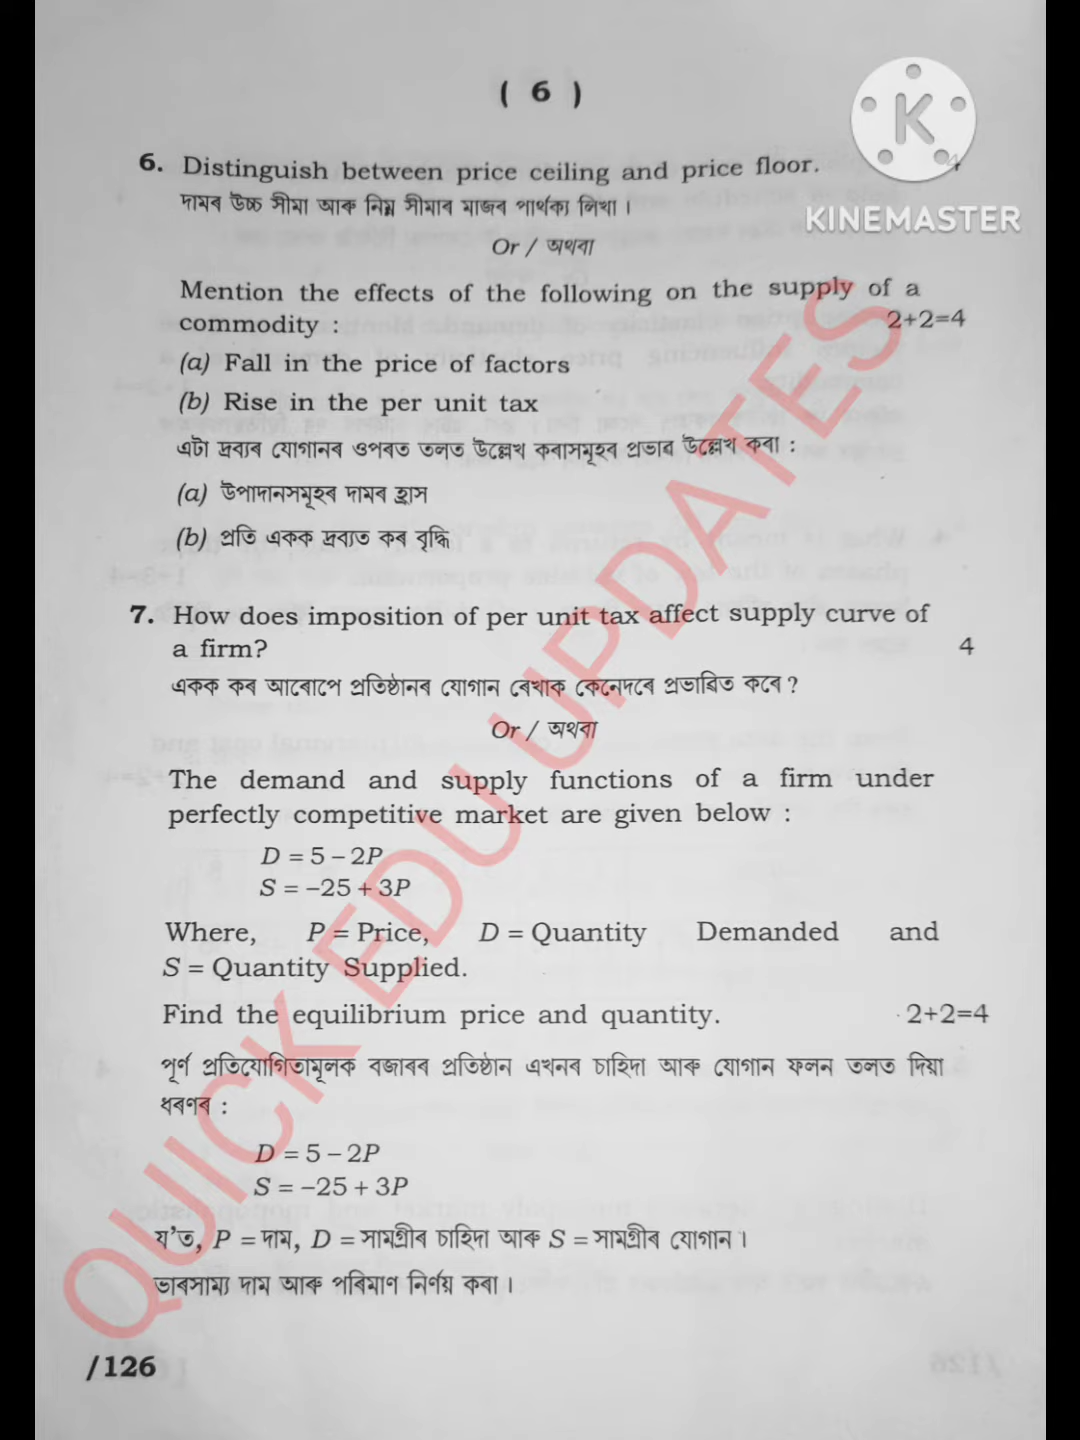 ( 6 )
K
KINEMASTER
6. Distinguish between price ceiling and price floor. 4
দামৰ উচ্চ সীমা আৰু নিম্ন সীমাৰ মাজৰ পাৰ্থক্য লিখা ।
Or / অথবা
Mention the effects of the following on the supply of a
commodity : 2+2=4
(a) Fall in the price of factors
(b) Rise in the per unit tax
এটা দ্ৰব্যৰ যোগানৰ ওপৰত তলত উল্লেখ কৰাসমূহৰ প্ৰভাৱ উল্লেখ কৰা :
(a) উপাদানসমূহৰ দামৰ হ্ৰাস
(b) প্ৰতি একক দ্ৰব্যত কৰ বৃদ্ধি
7. How does imposition of per unit tax affect supply curve of
a firm? 4
একক কৰ আৰোপে প্ৰতিষ্ঠানৰ যোগান ৰেখাক কেনেদৰে প্ৰভাৱিত কৰে ?
Or / অথবা
The demand and supply functions of a firm under
perfectly competitive market are given below :
D = 5 – 2P
S = –25 + 3P
Where, P = Price, D = Quantity Demanded and
S = Quantity Supplied.
Find the equilibrium price and quantity. 2+2=4
পূৰ্ণ প্ৰতিযোগিতামূলক বজাৰৰ প্ৰতিষ্ঠান এখনৰ চাহিদা আৰু যোগান ফলন তলত দিয়া
ধৰণৰ :
D = 5 – 2P
S = –25 + 3P
য’ত, P = দাম, D = সামগ্ৰীৰ চাহিদা আৰু S = সামগ্ৰীৰ যোগান ।
ভাৰসাম্য দাম আৰু পৰিমাণ নিৰ্ণয় কৰা ।
/126
QUICK EDU UPDATES